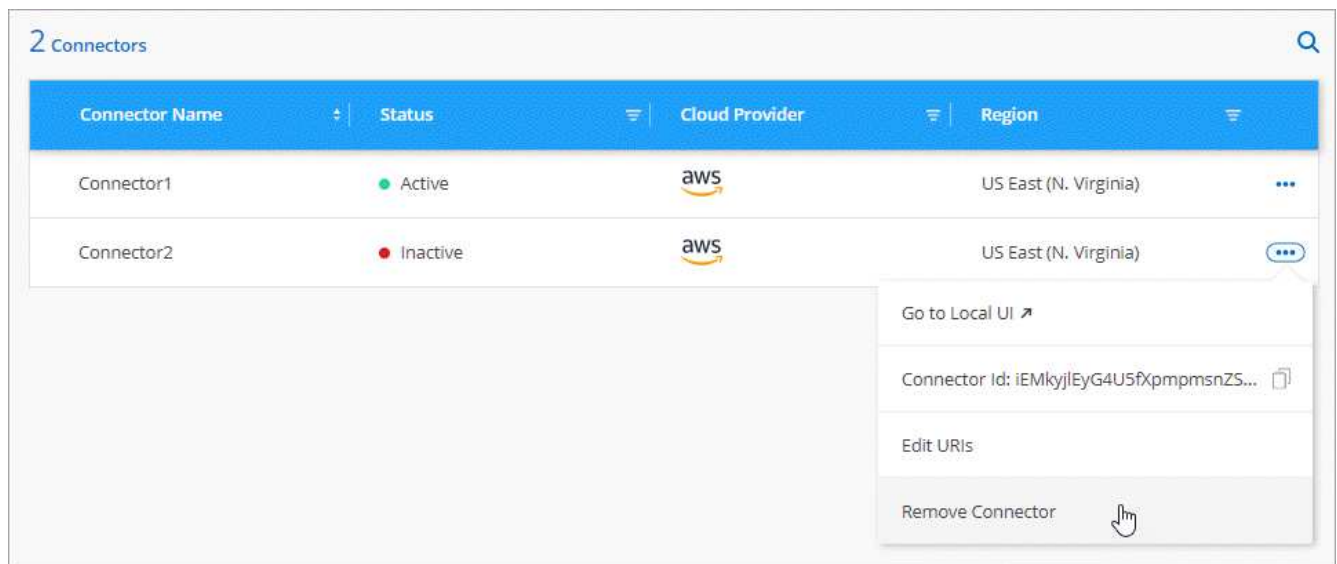 2 Connectors
Connector Name Status Cloud Provider Region
Connector1 Active aws US East (N. Virginia)
Connector2 Inactive aws US East (N. Virginia)
Go to Local UI
Connector Id: iEMkyjlEyG4U5fXpmpmsnZS...
Edit URIs
Remove Connector